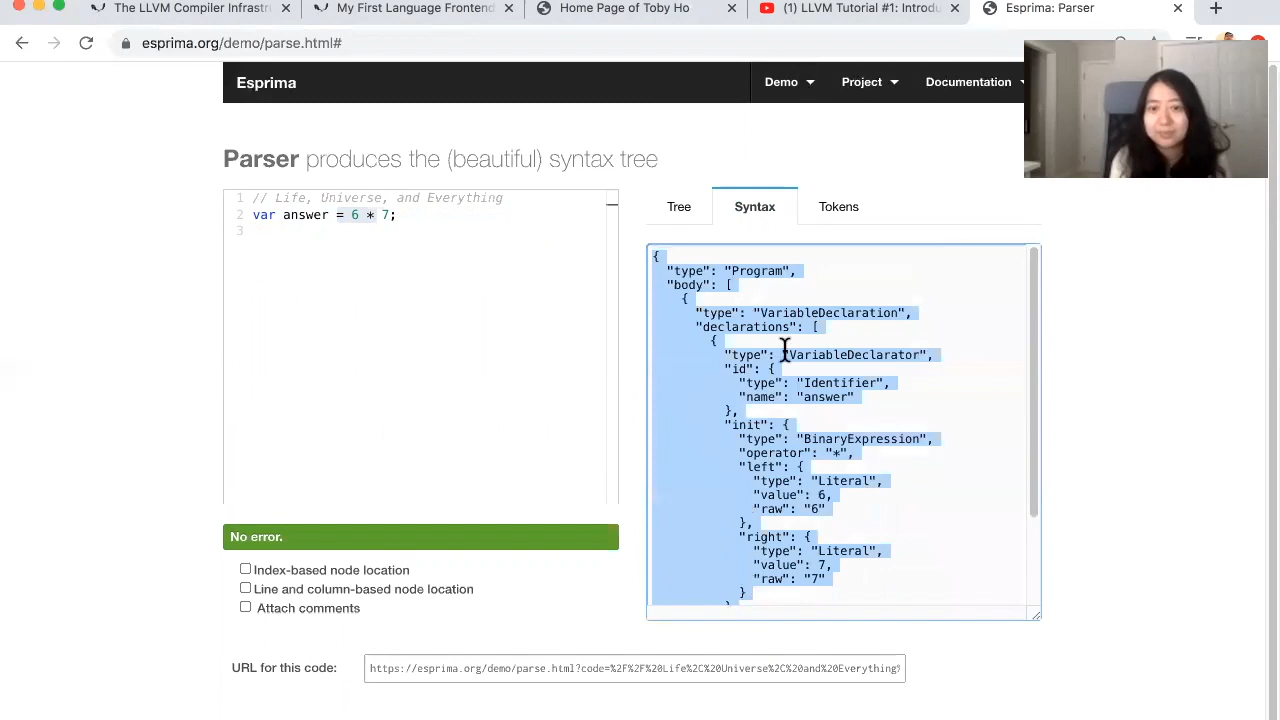 The LLVM Compiler Infrastri
My First Language Frontend
Home Page of Toby Ho
(1) LLVM Tutorial #1: Introdu
Esprima: Parser
esprima.org/demo/parse.html#
Esprima
Demo
Project
Documentation
Parser produces the (beautiful) syntax tree
1 // Life, Universe, and Everything
2 var answer = 6 * 7;
3
Tree
Syntax
Tokens
{
"type": "Program",
"body": [
{
"type": "VariableDeclaration",
"declarations": [
{
"type": "VariableDeclarator",
"id": {
"type": "Identifier",
"name": "answer"
},
"init": {
"type": "BinaryExpression",
"operator": "*",
"left": {
"type": "Literal",
"value": 6,
"raw": "6"
},
"right": {
"type": "Literal",
"value": 7,
"raw": "7"
}
}
No error.
Index-based node location
Line and column-based node location
Attach comments
URL for this code:
https://esprima.org/demo/parse.html?code=%2F%2F%20Life%2C%20Universe%2C%20and%20Everything%